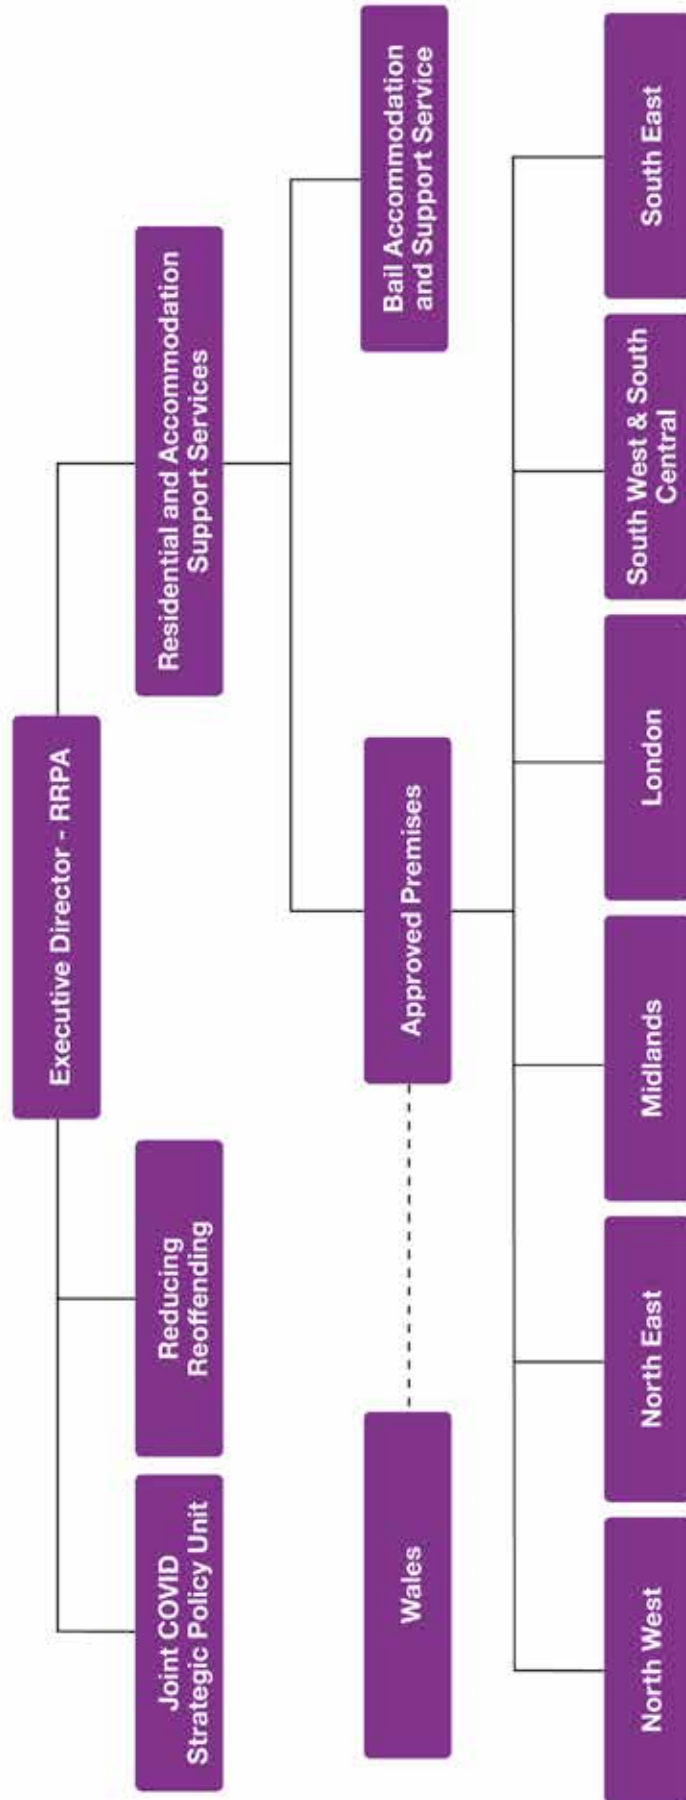 Executive Director - RRPA
Joint COVID
Strategic Policy Unit
Reducing
Reoffending
Residential and Accommodation
Support Services
Wales
Approved Premises
Bail Accommodation
and Support Service
North West
North East
Midlands
London
South West & South
Central
South East